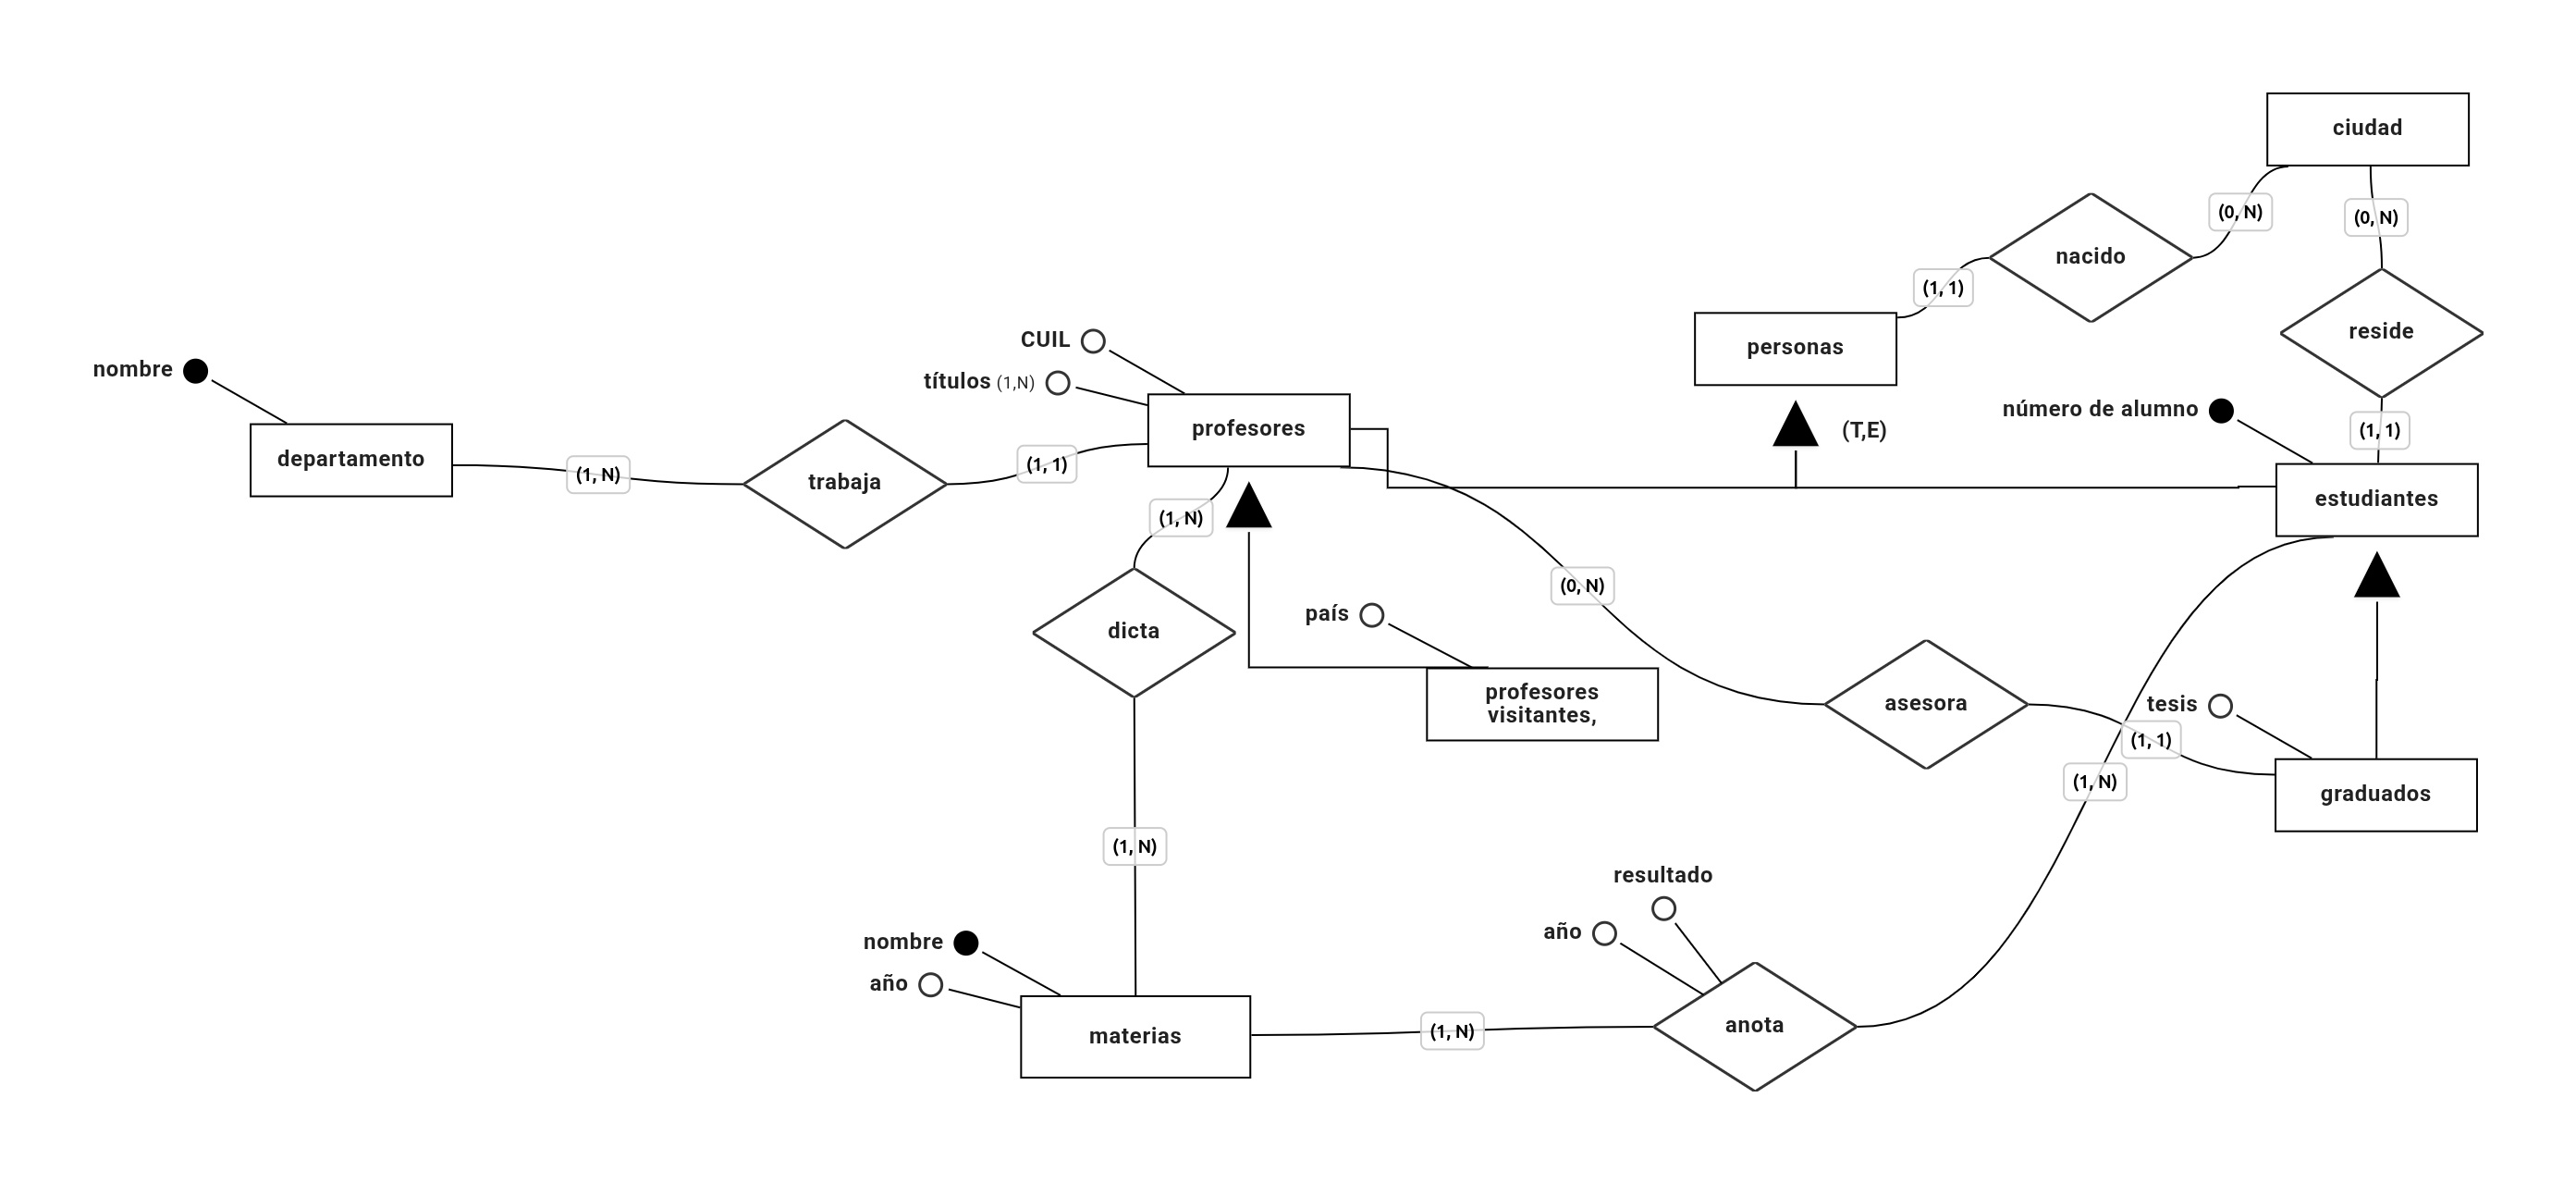 ciudad
(0, N)
(0, N)
nacido
(1, 1)
reside
personas
CUIL
nombre
títulos (1,N)
número de alumno
profesores
(T,E)
(1, 1)
departamento
(1, N)
trabaja
(1, 1)
estudiantes
(1, N)
(0, N)
país
dicta
profesores
visitantes,
asesora
tesis
(1, 1)
(1, N)
graduados
(1, N)
resultado
año
nombre
año
materias
(1, N)
anota